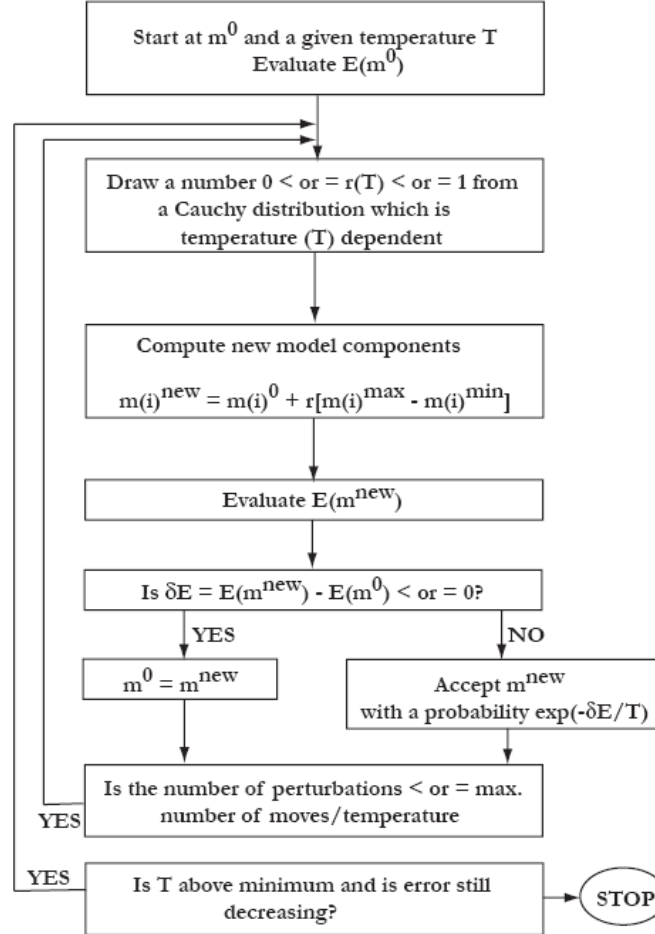 Start at m⁰ and a given temperature T
Evaluate E(m⁰)
Draw a number 0 < or = r(T) < or = 1 from
a Cauchy distribution which is
temperature (T) dependent
Compute new model components
m(i)ⁿᵉʷ = m(i)⁰ + r[m(i)ᵐᵃˣ - m(i)ᵐⁱⁿ]
Evaluate E(mⁿᵉʷ)
Is δE = E(mⁿᵉʷ) - E(m⁰) < or = 0?
YES
NO
m⁰ = mⁿᵉʷ
Accept mⁿᵉʷ
with a probability exp(-δE/T)
Is the number of perturbations < or = max.
number of moves/temperature
YES
YES
Is T above minimum and is error still
decreasing?
STOP